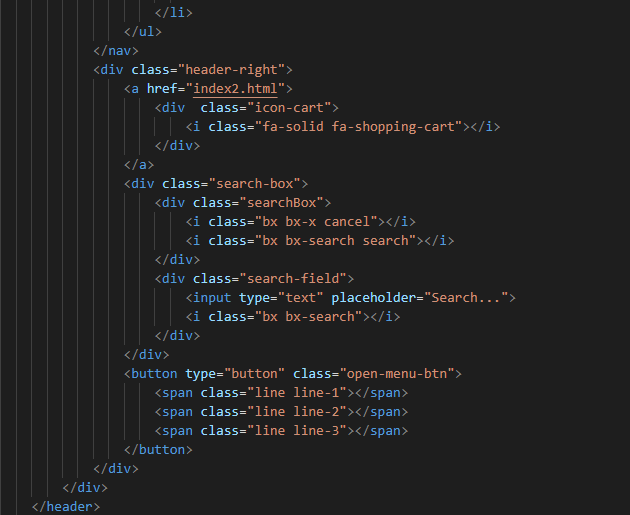 </li>
</ul>
</nav>
<div class="header-right">
<a href="index2.html">
<div  class="icon-cart">
<i class="fa-solid fa-shopping-cart"></i>
</div>
</a>
<div class="search-box">
<div class="searchBox">
<i class="bx bx-x cancel"></i>
<i class="bx bx-search search"></i>
</div>
<div class="search-field">
<input type="text" placeholder="Search...">
<i class="bx bx-search"></i>
</div>
</div>
<button type="button" class="open-menu-btn">
<span class="line line-1"></span>
<span class="line line-2"></span>
<span class="line line-3"></span>
</button>
</div>
</div>
</header>